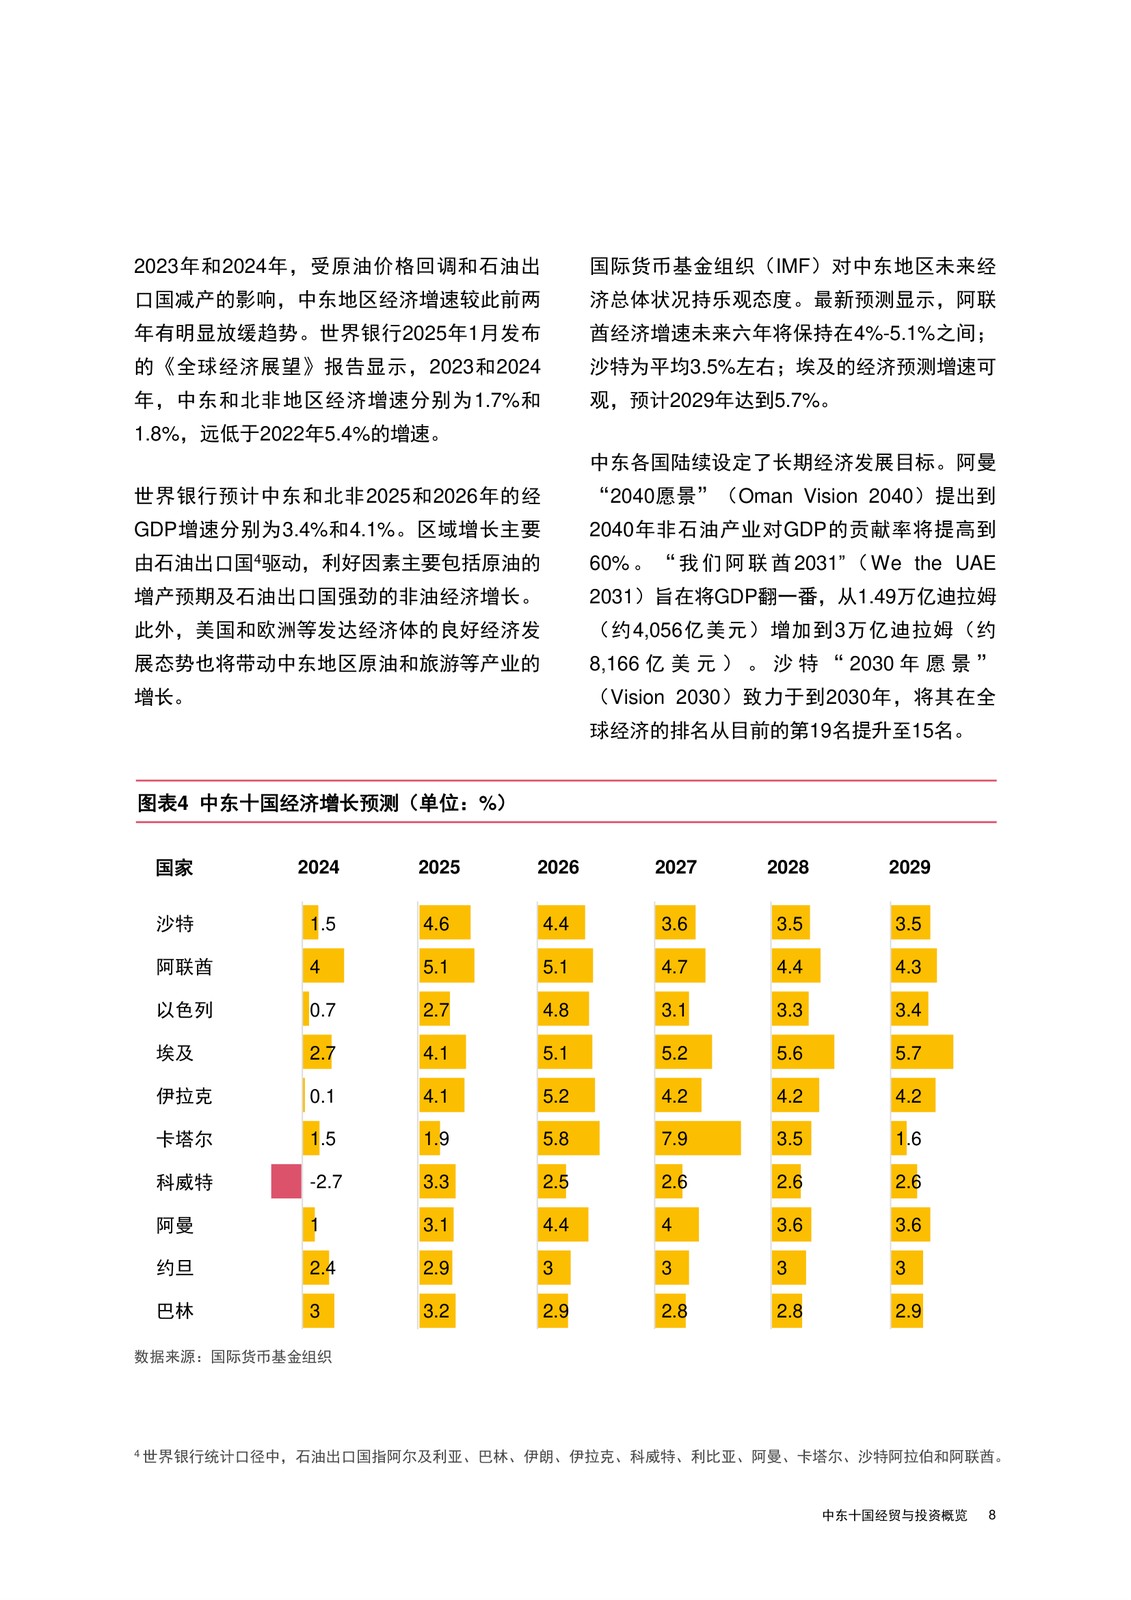 2023年和2024年，受原油价格回调和石油出
口国减产的影响，中东地区经济增速较此前两
年有明显放缓趋势。世界银行2025年1月发布
的《全球经济展望》报告显示，2023和2024
年，中东和北非地区经济增速分别为1.7%和
1.8%，远低于2022年5.4%的增速。
世界银行预计中东和北非2025和2026年的经
GDP增速分别为3.4%和4.1%。区域增长主要
由石油出口国4驱动，利好因素主要包括原油的
增产预期及石油出口国强劲的非油经济增长。
此外，美国和欧洲等发达经济体的良好经济发
展态势也将带动中东地区原油和旅游等产业的
增长。
国际货币基金组织（IMF）对中东地区未来经
济总体状况持乐观态度。最新预测显示，阿联
酋经济增速未来六年将保持在4%-5.1%之间；
沙特为平均3.5%左右；埃及的经济预测增速可
观，预计2029年达到5.7%。
中东各国陆续设定了长期经济发展目标。阿曼
“2040愿景”（Oman Vision 2040）提出到
2040年非石油产业对GDP的贡献率将提高到
60%。“我们阿联酋2031”（We the UAE
2031）旨在将GDP翻一番，从1.49万亿迪拉姆
（约4,056亿美元）增加到3万亿迪拉姆（约
8,166亿美元）。沙特“2030年愿景”
（Vision 2030）致力于到2030年，将其在全
球经济的排名从目前的第19名提升至15名。
图表4 中东十国经济增长预测（单位：%）
国家 2024 2025 2026 2027 2028 2029
沙特 1.5 4.6 4.4 3.6 3.5 3.5
阿联酋 4 5.1 5.1 4.7 4.4 4.3
以色列 0.7 2.7 4.8 3.1 3.3 3.4
埃及 2.7 4.1 5.1 5.2 5.6 5.7
伊拉克 0.1 4.1 5.2 4.2 4.2 4.2
卡塔尔 1.5 1.9 5.8 7.9 3.5 1.6
科威特 -2.7 3.3 2.5 2.6 2.6 2.6
阿曼 1 3.1 4.4 4 3.6 3.6
约旦 2.4 2.9 3 3 3 3
巴林 3 3.2 2.9 2.8 2.8 2.9
数据来源：国际货币基金组织
4 世界银行统计口径中，石油出口国指阿尔及利亚、巴林、伊朗、伊拉克、科威特、利比亚、阿曼、卡塔尔、沙特阿拉伯和阿联酋。
中东十国经贸与投资概览 8